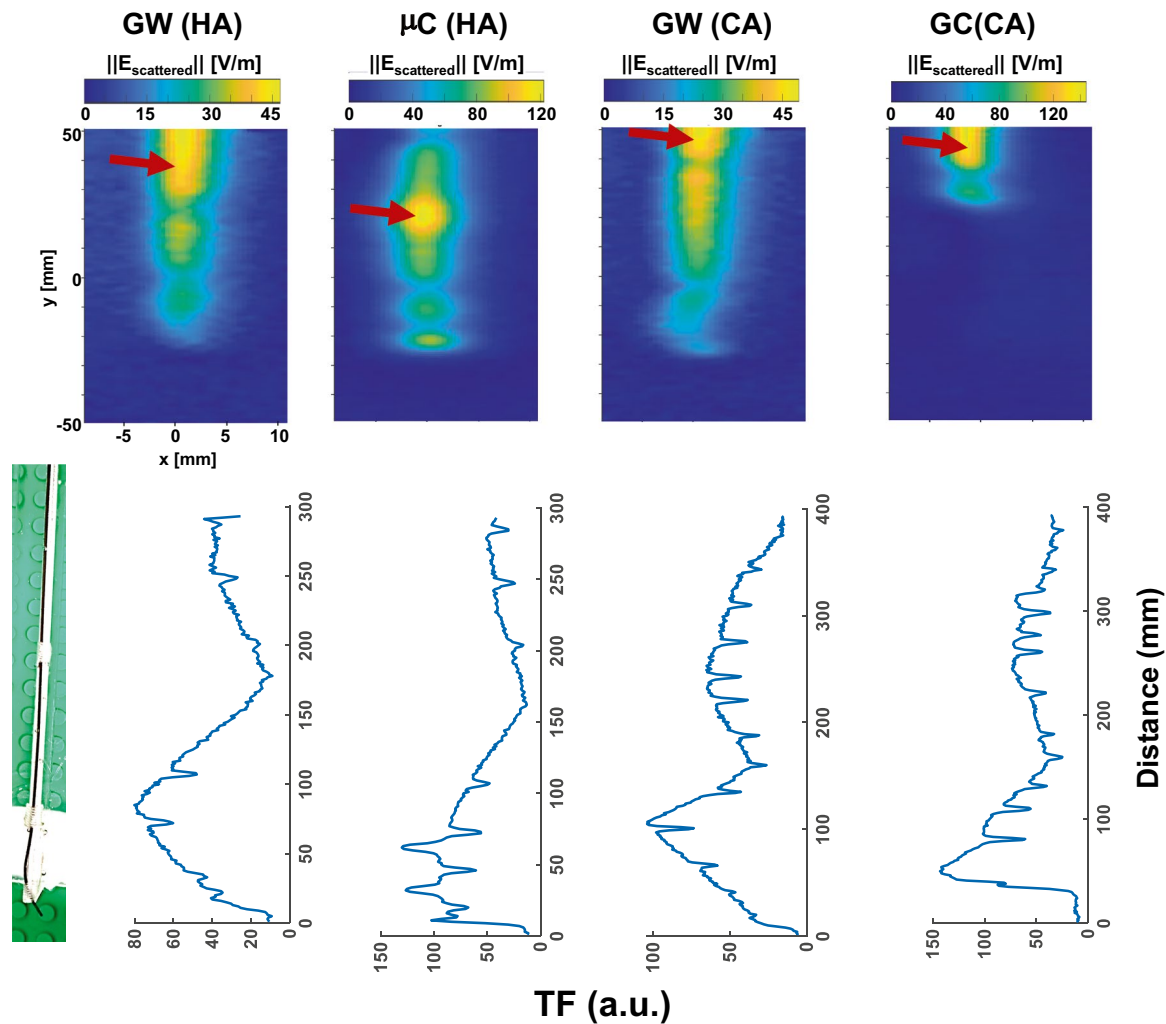 GW (HA) μC (HA) GW (CA) GC(CA)
||E_scattered|| [V/m] ||E_scattered|| [V/m] ||E_scattered|| [V/m] ||E_scattered|| [V/m]
0 15 30 45 0 40 80 120 0 15 30 45 0 40 80 120
50
0
-50
y [mm]
-5 0 5 10
x [mm]
0 50 100 150 200 250 300
80 60 40 20 0
0 50 100 150 200 250 300
150 100 50 0
0 100 200 300 400
100 50 0
0 100 200 300 400
150 100 50 0
Distance (mm)
TF (a.u.)